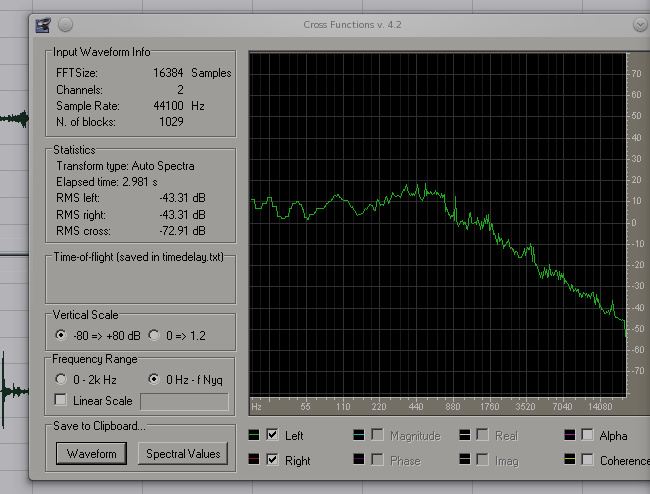 Cross Functions v. 4.2
Input Waveform Info
FFTSize: 16384 Samples
Channels: 2
Sample Rate: 44100 Hz
N. of blocks: 1029
Statistics
Transform type: Auto Spectra
Elapsed time: 2.981 s
RMS left: -43.31 dB
RMS right: -43.31 dB
RMS cross: -72.91 dB
Time-of-flight (saved in timedelay.txt)
Vertical Scale
-80 => +80 dB 0 => 1.2
Frequency Range
0 - 2k Hz 0 Hz - f Nyq
Linear Scale
Save to Clipboard...
Waveform Spectral Values
70
60
50
40
30
20
10
0
-10
-20
-30
-40
-50
-60
-70
Hz 55 110 220 440 880 1760 3520 7040 14080
Left Magnitude Real Alpha
Right Phase Imag Coherence